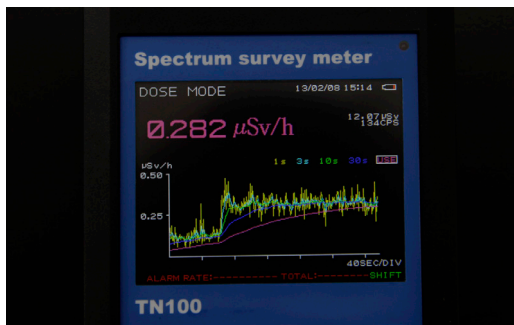 Spectrum survey meter
DOSE MODE 13/02/08 15:14
0.282 μSv/h 12.07μSv
134CPS
1s 3s 10s 30s USE
μSv/h
0.50
0.25
40SEC/DIV
ALARM RATE:---------- TOTAL:--------SHIFT
TN100